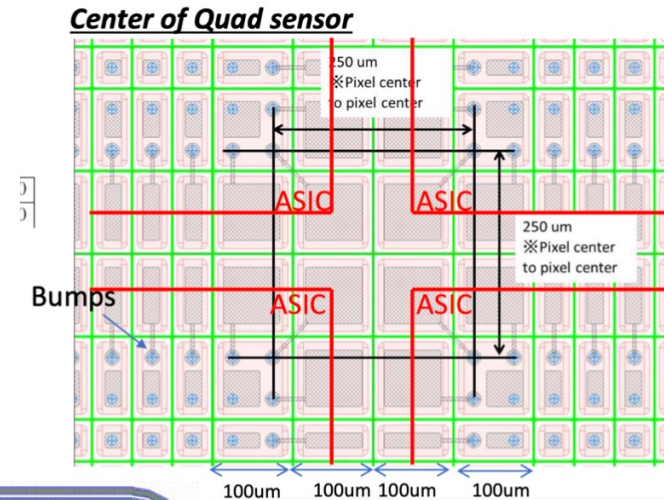 Center of Quad sensor
250 um
※Pixel center
to pixel center
ASIC
ASIC
250 um
※Pixel center
to pixel center
Bumps
ASIC
ASIC
100um
100um
100um
100um